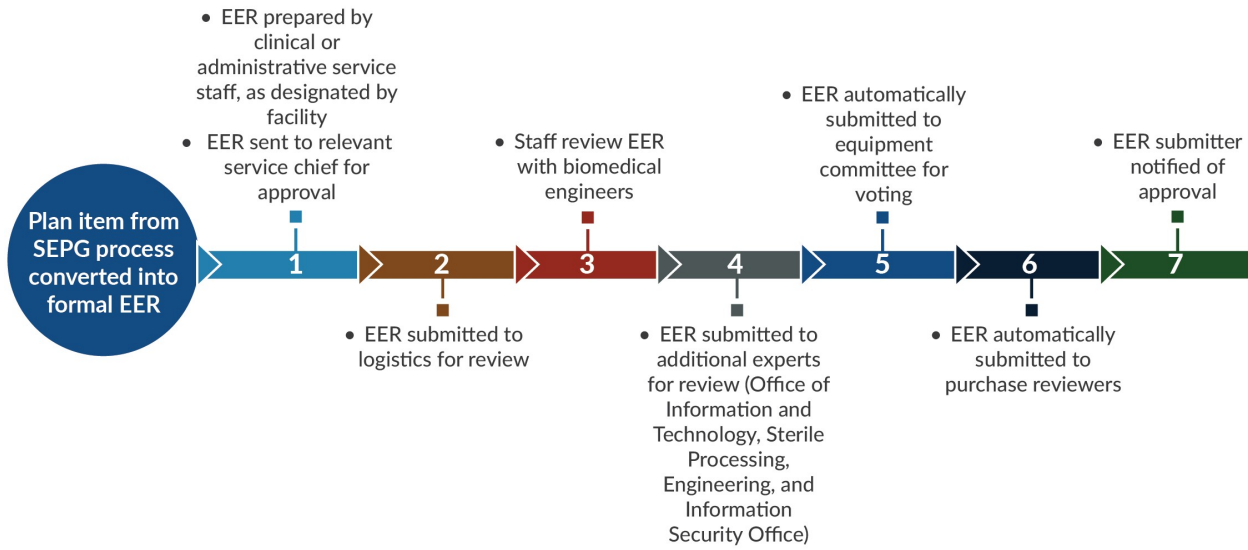 Plan item from
SEPG process
converted into
formal EER
1
• EER prepared by
clinical or
administrative service
staff, as designated by
facility
• EER sent to relevant
service chief for
approval
2
• EER submitted to
logistics for review
3
• Staff review EER
with biomedical
engineers
4
• EER submitted to
additional experts
for review (Office of
Information and
Technology, Sterile
Processing,
Engineering, and
Information
Security Office)
5
• EER automatically
submitted to
equipment
committee for
voting
6
• EER automatically
submitted to
purchase reviewers
7
• EER submitter
notified of
approval